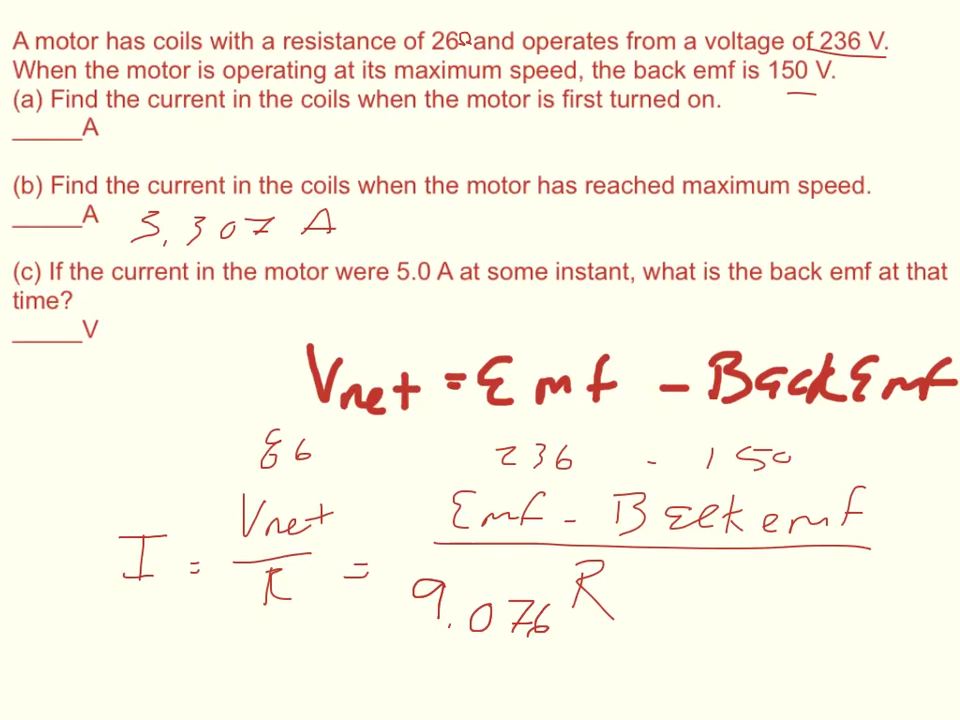 A motor has coils with a resistance of 26Ω and operates from a voltage of 236 V.
When the motor is operating at its maximum speed, the back emf is 150 V.
(a) Find the current in the coils when the motor is first turned on.
_____A
(b) Find the current in the coils when the motor has reached maximum speed.
_____A 3.307 A
(c) If the current in the motor were 5.0 A at some instant, what is the back emf at that
time?
_____V
Vnet = Emf - Back Emf
86 236 - 150
I = Vnet / R = Emf - Back emf / R
9.076